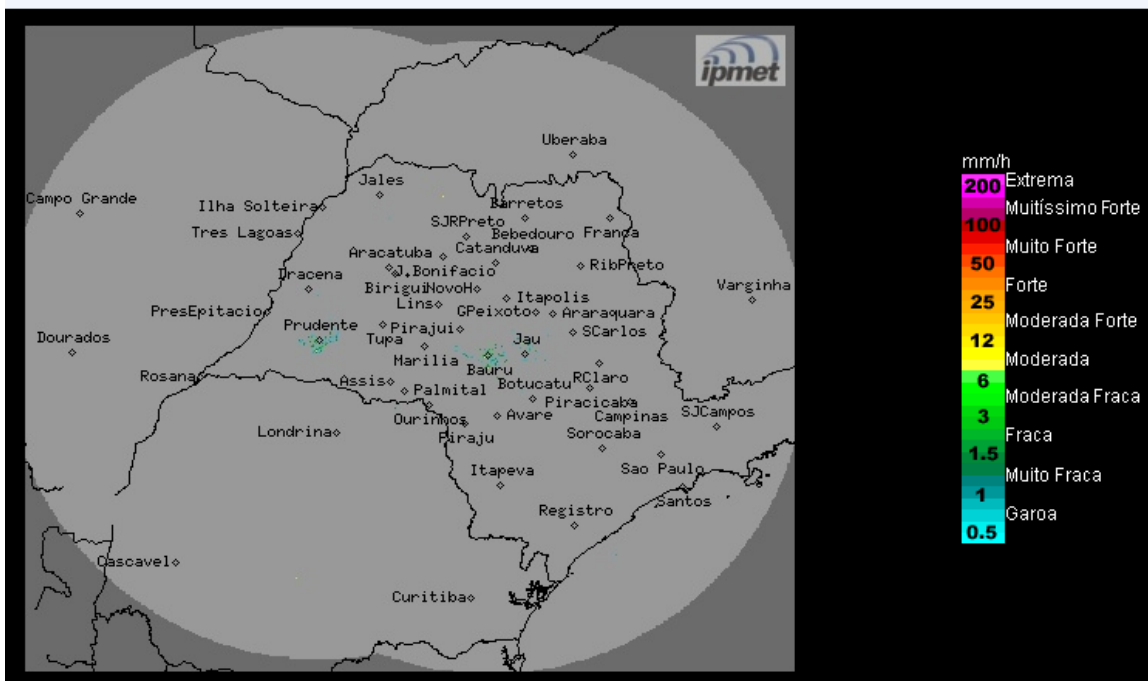 ipmet
Uberaba
Jales
Campo Grande
Ilha Solteira
Barretos
SJRPreto
Tres Lagoas
Bebedouro
Franca
Aracatuba
Catanduva
J.Bonifacio
RibPreto
Dracena
Birigui
NovoH
Varginha
Lins
Itapolis
PresEpitacio
GPeixoto
Araraquara
Prudente
Pirajui
SCarlos
Dourados
Tupa
Jau
Marilia
Bauru
Rosana
Assis
Botucatu
RClaro
Palmital
Piracicaba
Ourinhos
Avare
Campinas
SJCampos
Londrina
Piraju
Sorocaba
Itapeva
Sao Paulo
Santos
Registro
Cascavel
Curitiba
mm/h
200 Extrema
Muitíssimo Forte
100
Muito Forte
50
Forte
25
Moderada Forte
12
Moderada
6
Moderada Fraca
3
Fraca
1.5
Muito Fraca
1
Garoa
0.5